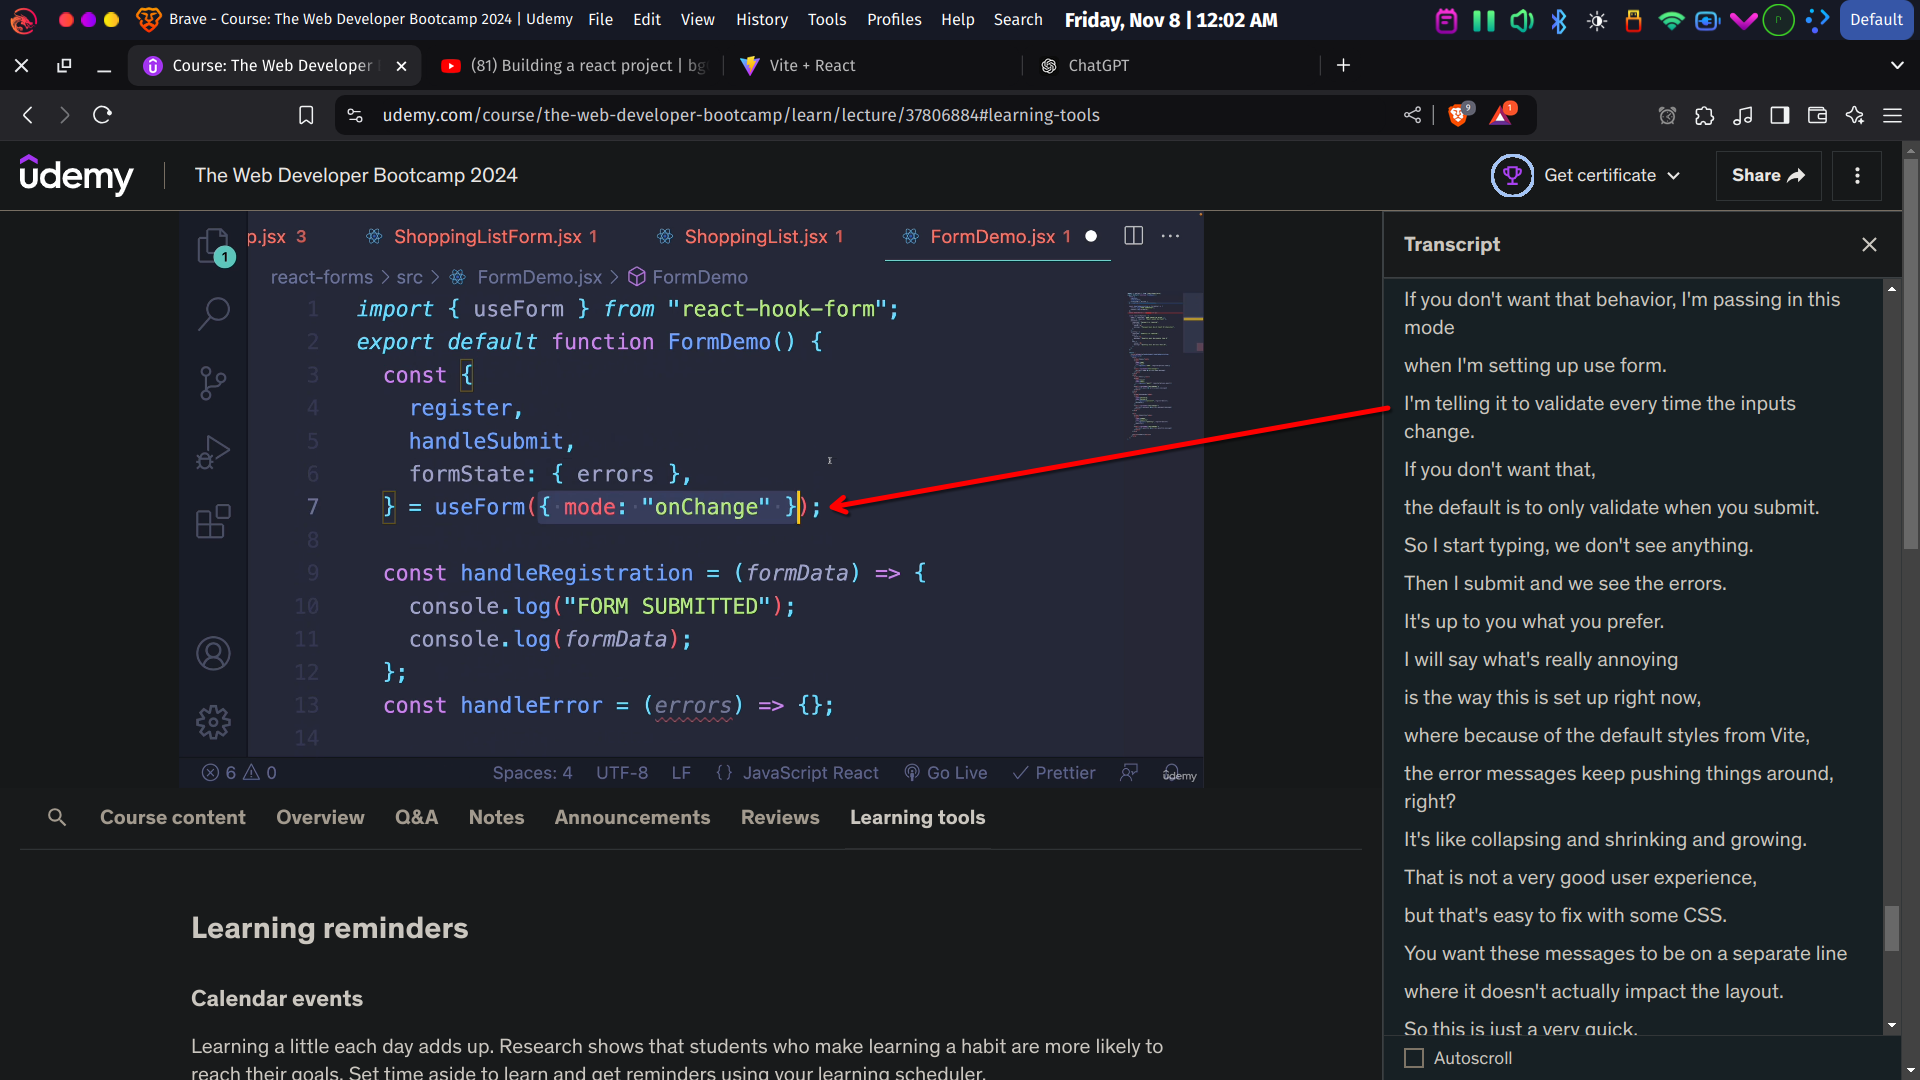 Brave - Course: The Web Developer Bootcamp 2024 | Udemy File Edit View History Tools Profiles Help Search Friday, Nov 8 | 12:02 AM Default
Course: The Web Developer (81) Building a react project | Vite + React ChatGPT
udemy.com/course/the-web-developer-bootcamp/learn/lecture/37806884#learning-tools 9 1
udemy The Web Developer Bootcamp 2024 Get certificate Share
p.jsx 3 ShoppingListForm.jsx 1 ShoppingList.jsx 1 FormDemo.jsx 1
1
react-forms > src > FormDemo.jsx > FormDemo
1 import { useForm } from "react-hook-form";
2 export default function FormDemo() {
3 const {
4 register,
5 handleSubmit,
6 formState: { errors },
7 } = useForm({ mode: "onChange" });
8
9 const handleRegistration = (formData) => {
10 console.log("FORM SUBMITTED");
11 console.log(formData);
12 };
13 const handleError = (errors) => {};
14
6 0 Spaces: 4 UTF-8 LF {} JavaScript React Go Live Prettier udemy
Transcript
If you don't want that behavior, I'm passing in this
mode
when I'm setting up use form.
I'm telling it to validate every time the inputs
change.
If you don't want that,
the default is to only validate when you submit.
So I start typing, we don't see anything.
Then I submit and we see the errors.
It's up to you what you prefer.
I will say what's really annoying
is the way this is set up right now,
where because of the default styles from Vite,
the error messages keep pushing things around,
right?
It's like collapsing and shrinking and growing.
That is not a very good user experience,
but that's easy to fix with some CSS.
You want these messages to be on a separate line
where it doesn't actually impact the layout.
So this is just a very quick,
Autoscroll
Course content Overview Q&A Notes Announcements Reviews Learning tools
Learning reminders
Calendar events
Learning a little each day adds up. Research shows that students who make learning a habit are more likely to
reach their goals. Set time aside to learn and get reminders using your learning scheduler.